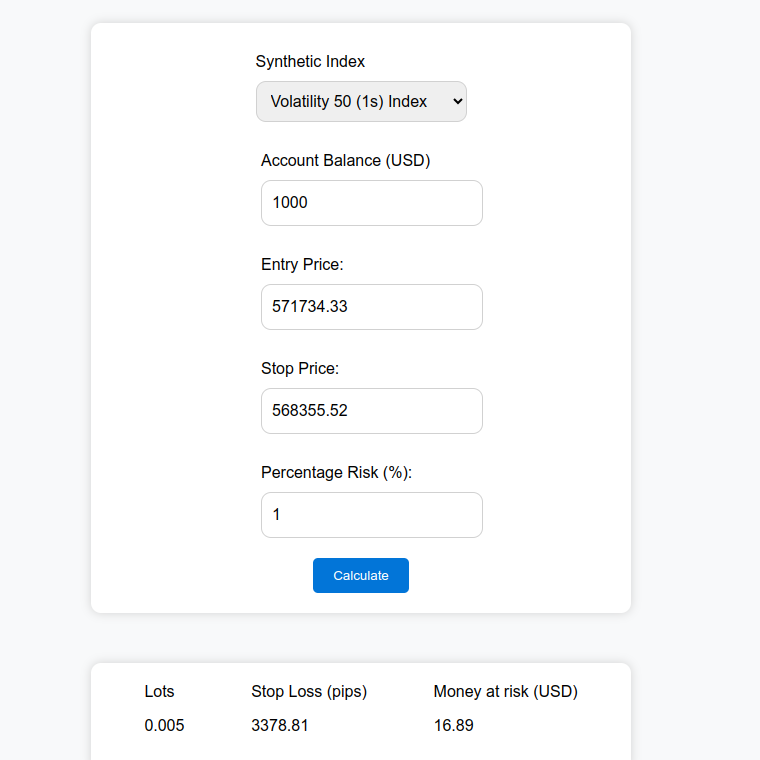 Synthetic Index
Volatility 50 (1s) Index
Account Balance (USD)
1000
Entry Price:
571734.33
Stop Price:
568355.52
Percentage Risk (%):
1
Calculate
Lots Stop Loss (pips) Money at risk (USD)
0.005 3378.81 16.89